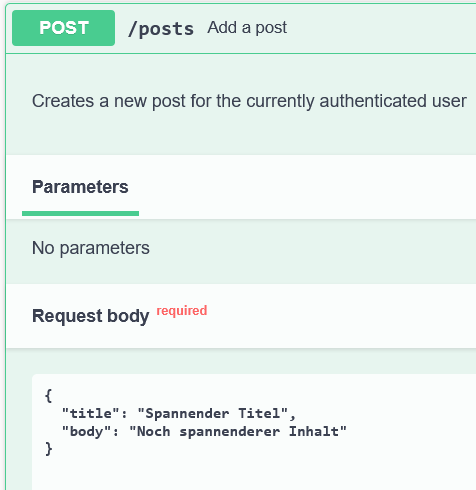 POST /posts Add a post
Creates a new post for the currently authenticated user
Parameters
No parameters
Request body required
{
"title": "Spannender Titel",
"body": "Noch spannenderer Inhalt"
}